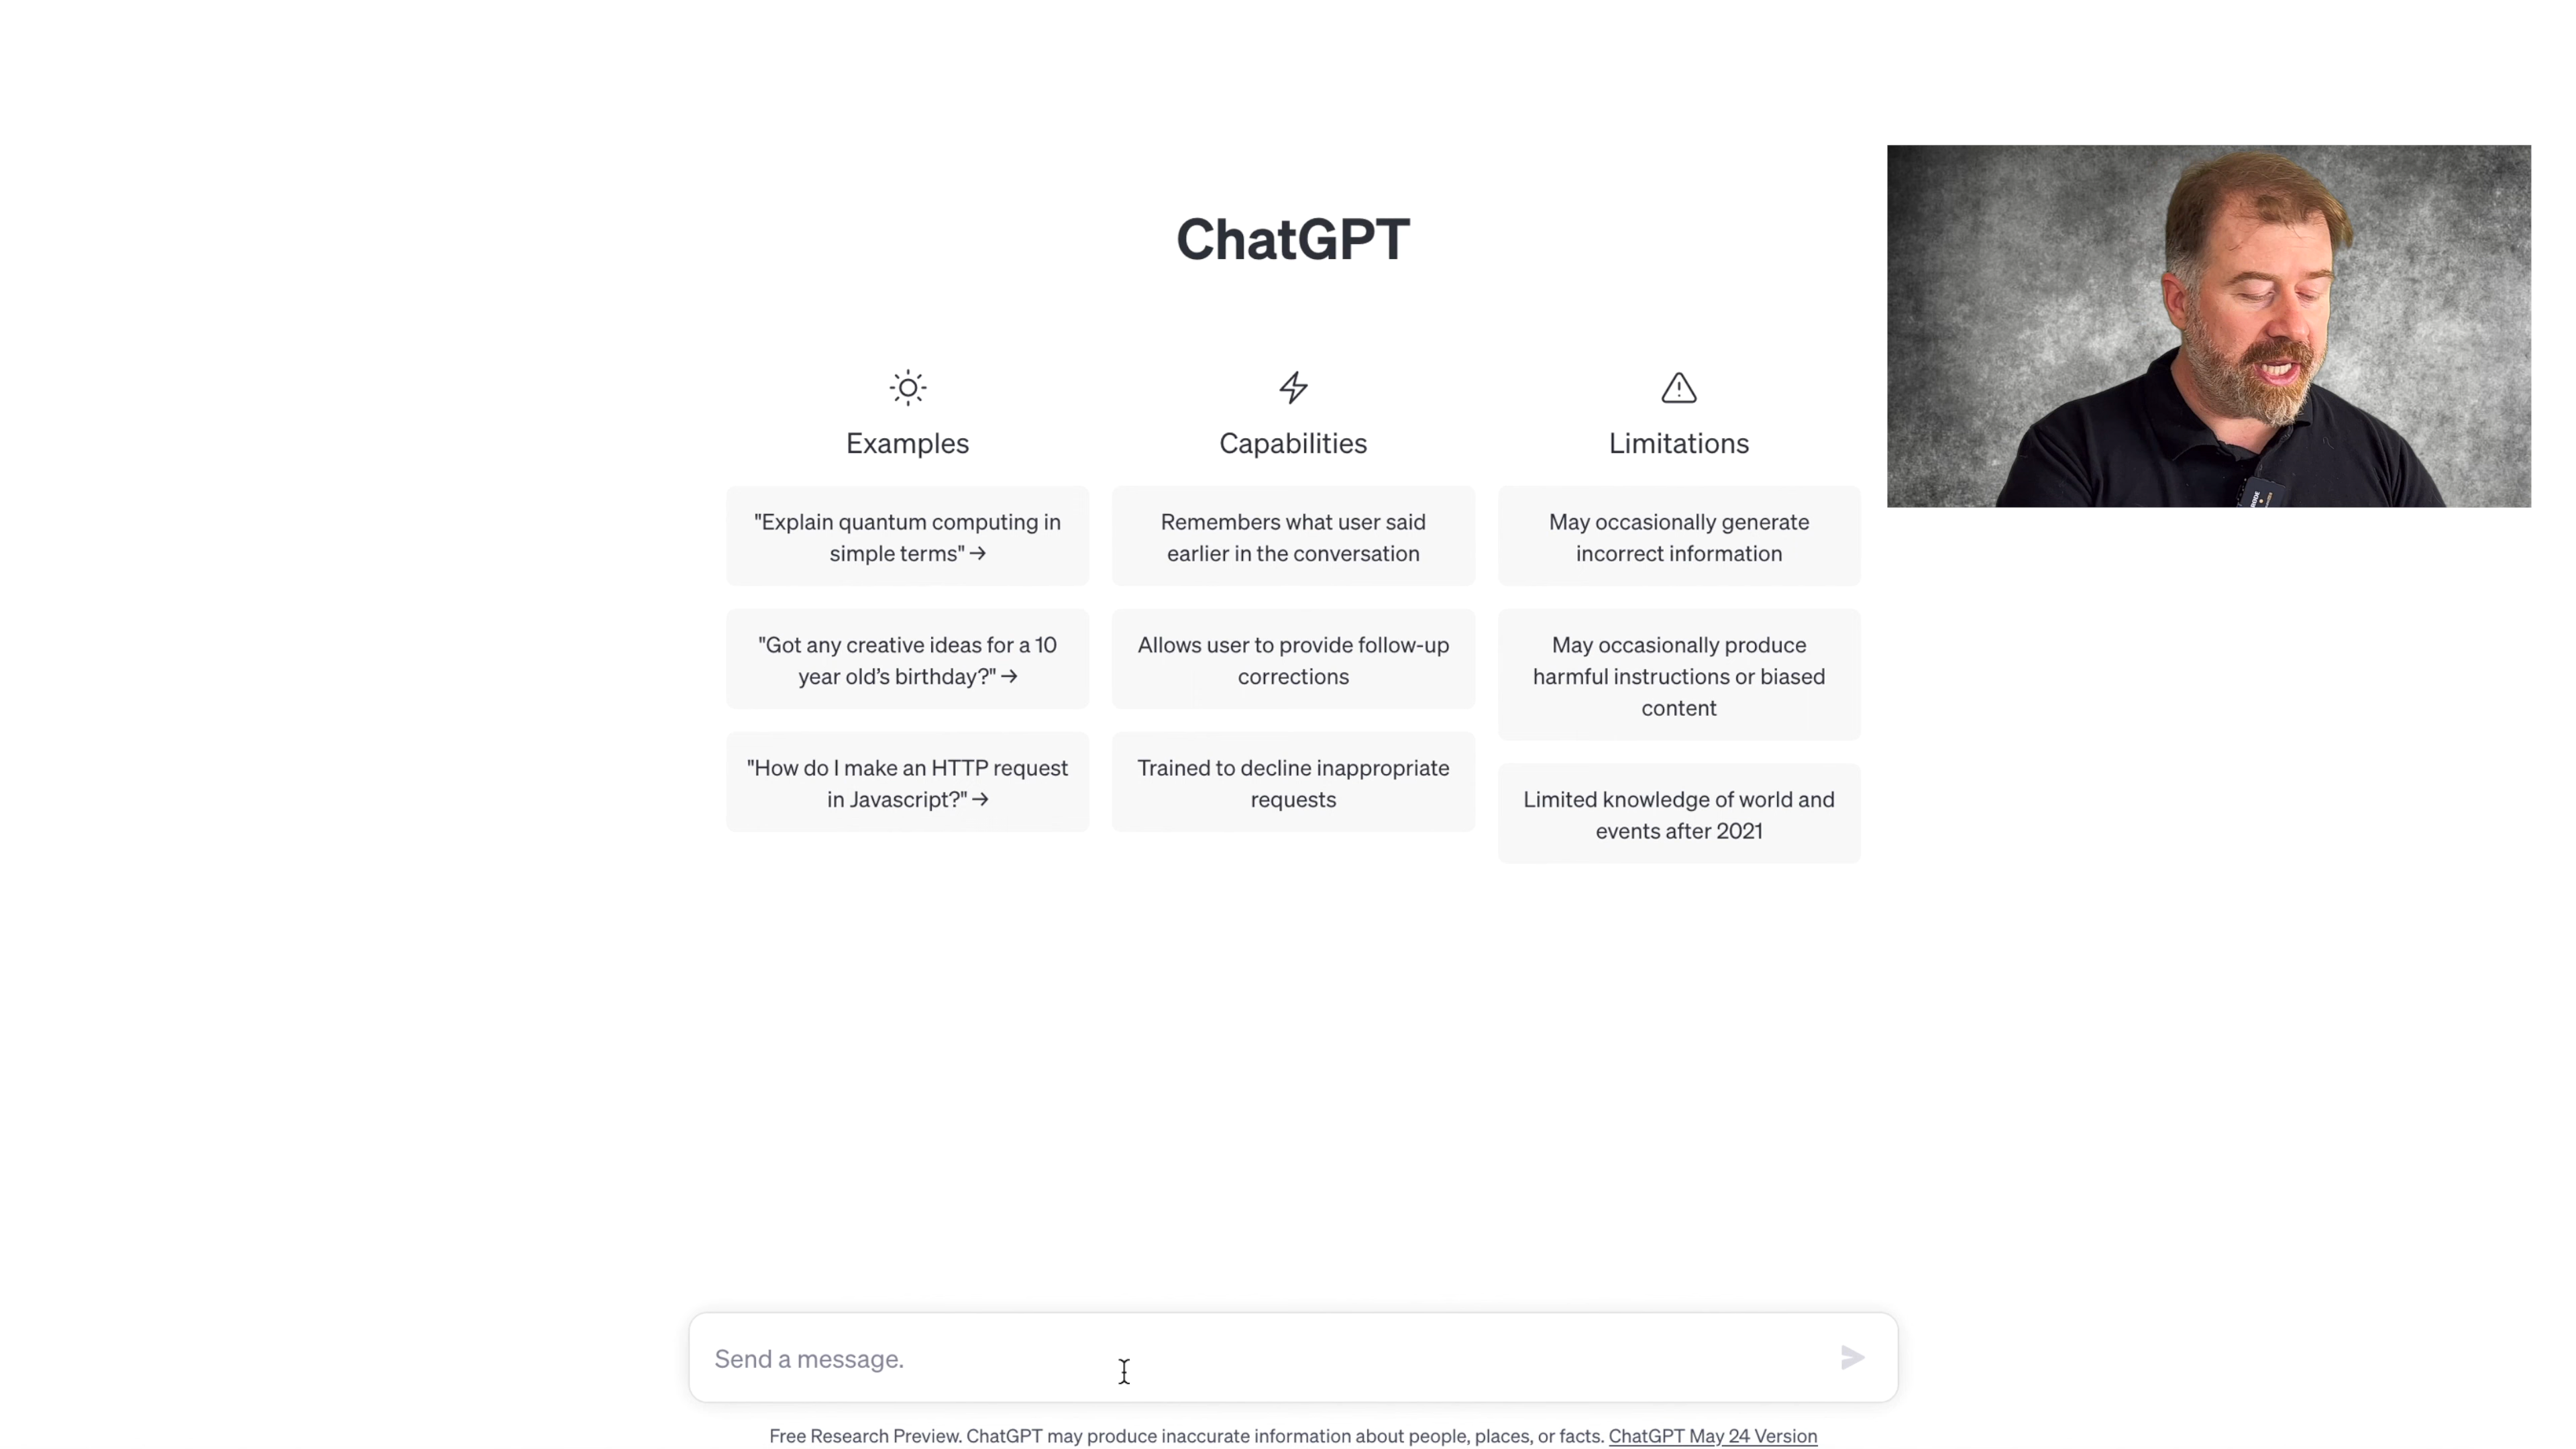 ChatGPT
Examples
"Explain quantum computing in
simple terms" →
"Got any creative ideas for a 10
year old’s birthday?" →
"How do I make an HTTP request
in Javascript?" →
Capabilities
Remembers what user said
earlier in the conversation
Allows user to provide follow-up
corrections
Trained to decline inappropriate
requests
Limitations
May occasionally generate
incorrect information
May occasionally produce
harmful instructions or biased
content
Limited knowledge of world and
events after 2021
Send a message.
Free Research Preview. ChatGPT may produce inaccurate information about people, places, or facts. ChatGPT May 24 Version